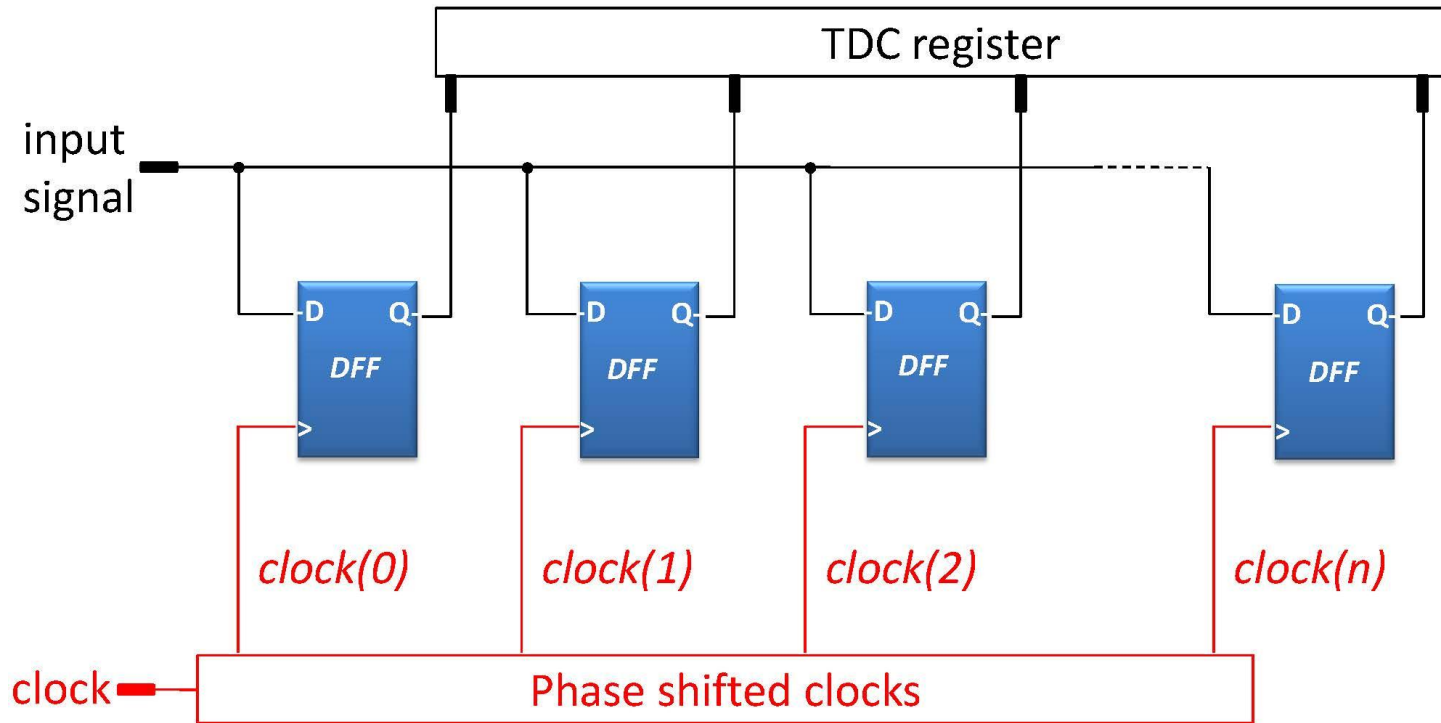 TDC register
input
signal
D Q
DFF
>
D Q
DFF
>
D Q
DFF
>
D Q
DFF
>
clock(0)
clock(1)
clock(2)
clock(n)
clock
Phase shifted clocks